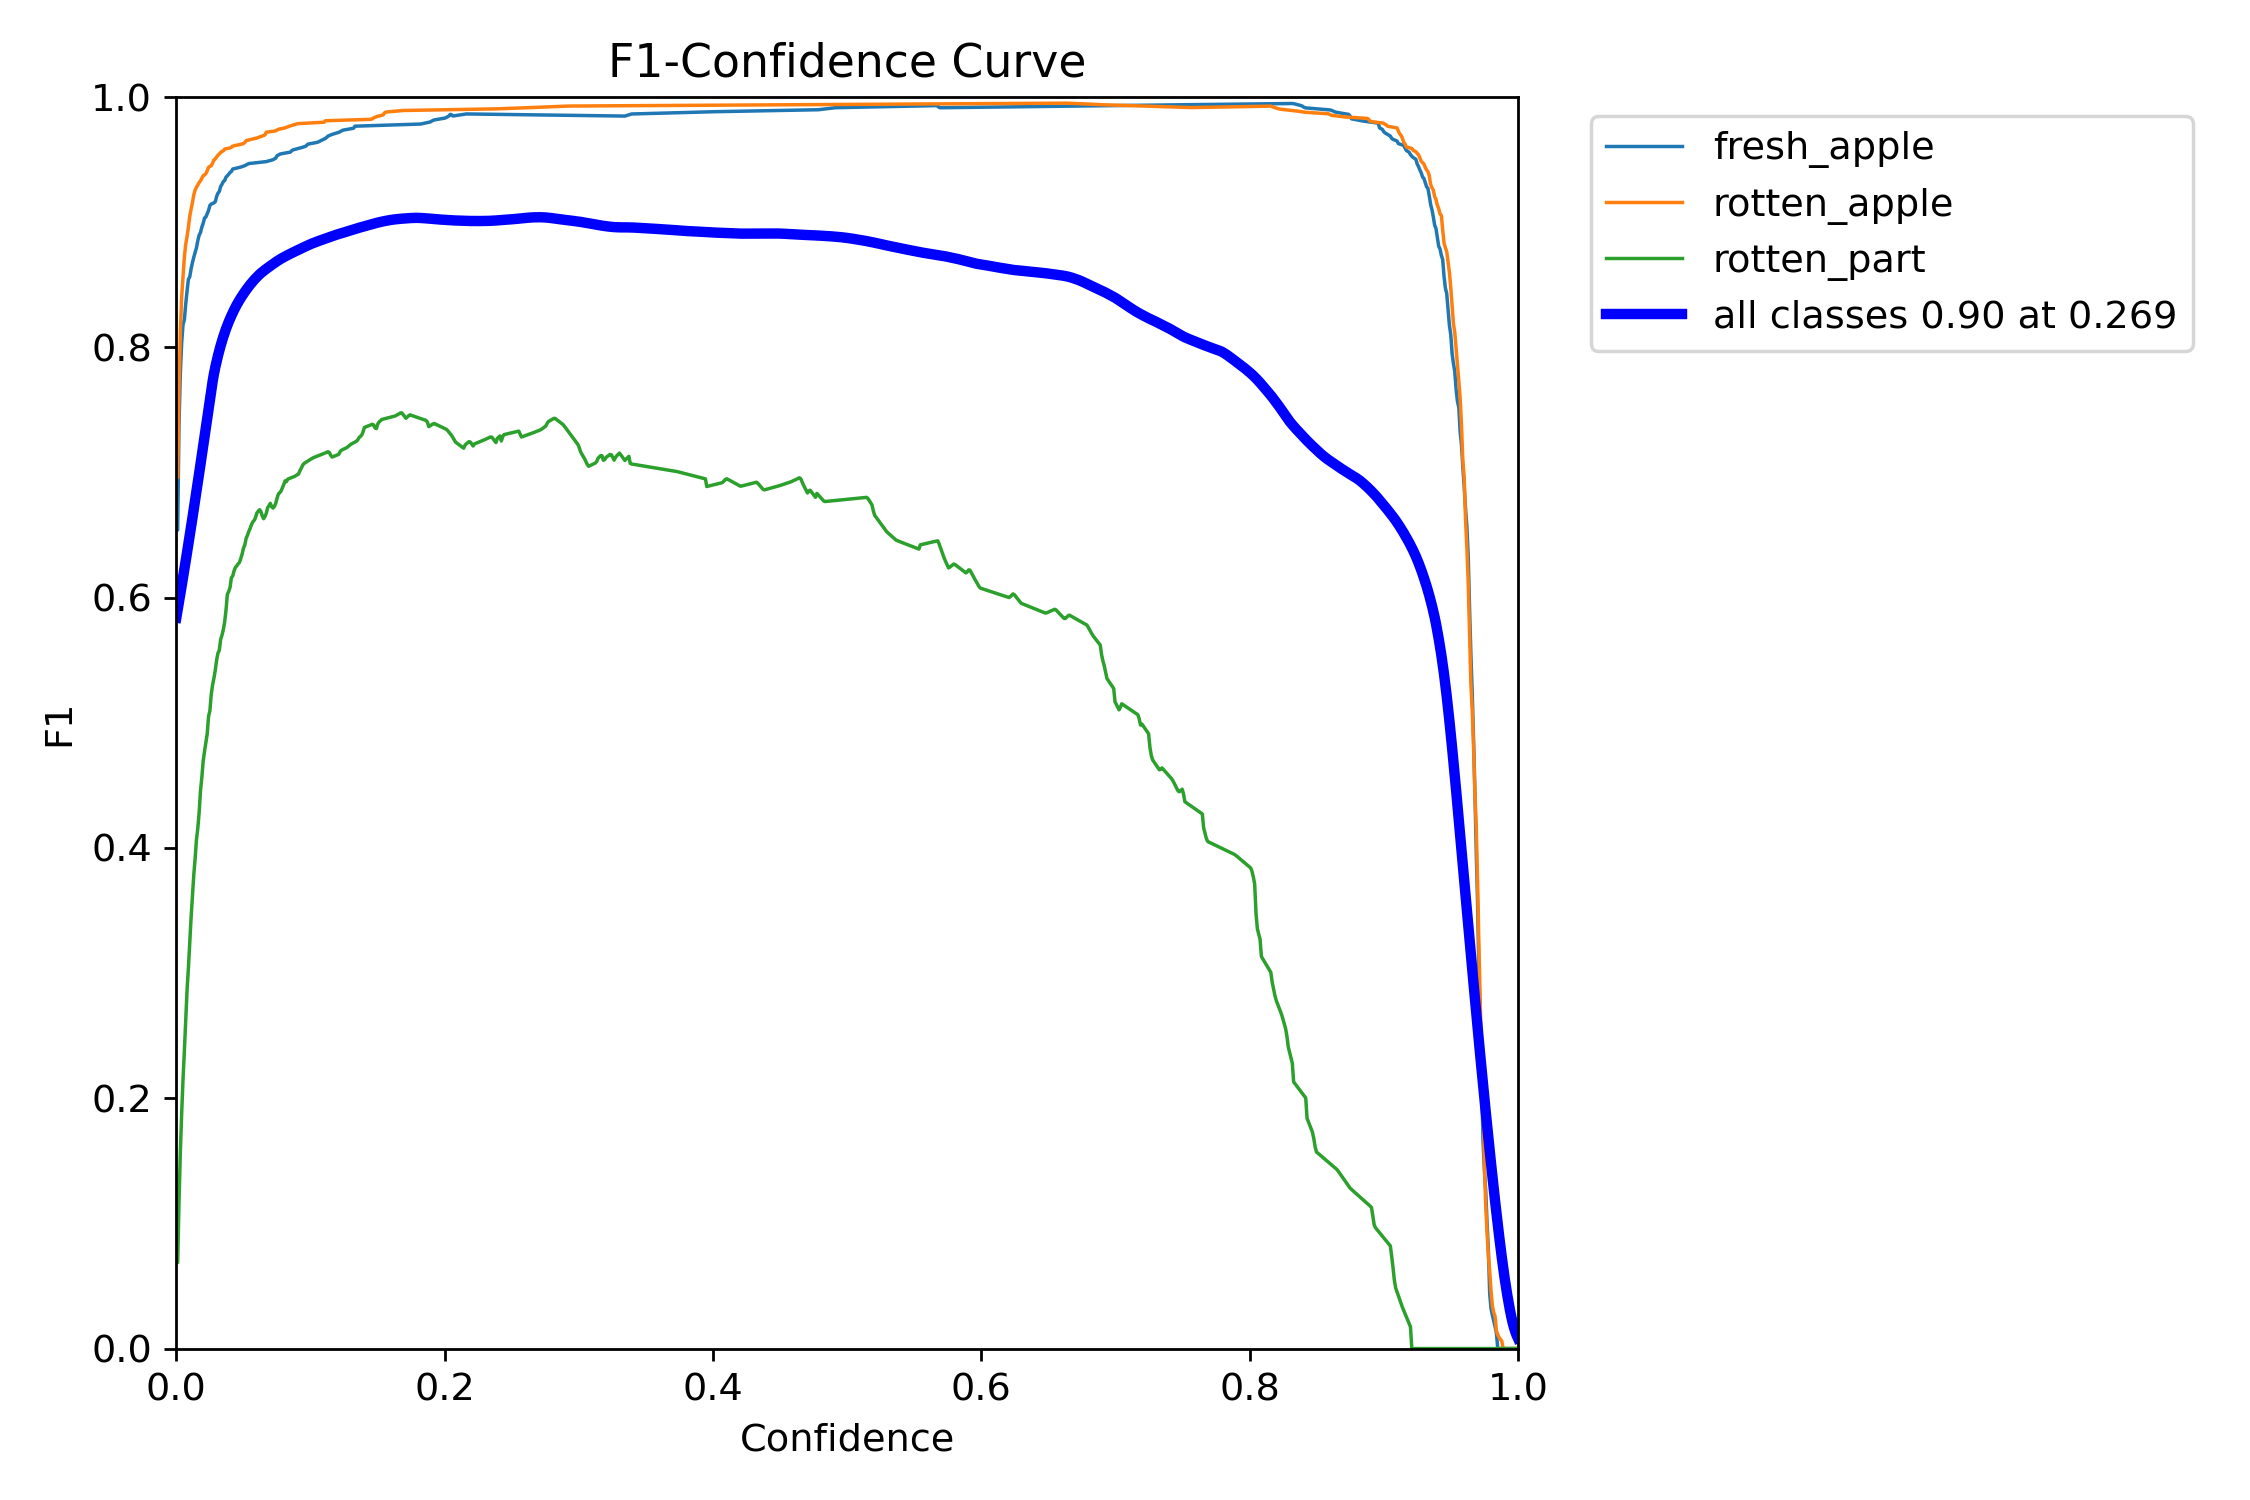 F1-Confidence Curve
1.0
0.8
0.6
0.4
0.2
0.0
F1
0.0 0.2 0.4 0.6 0.8 1.0
Confidence
fresh_apple
rotten_apple
rotten_part
all classes 0.90 at 0.269